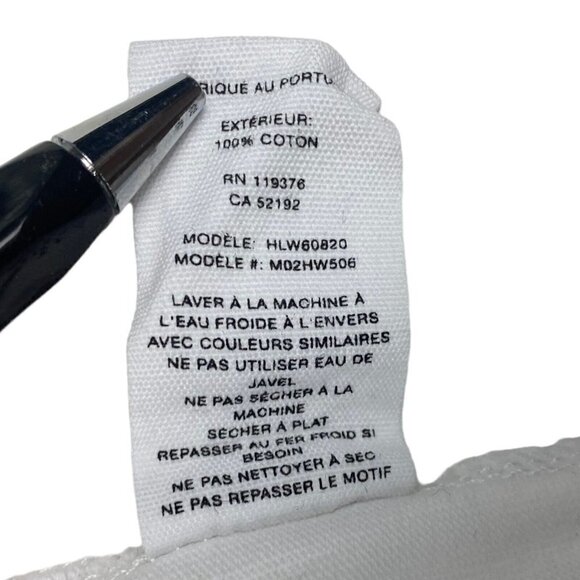 RIQUÉ AU PORTU
EXTÉRIEUR:
100% COTON
RN 119376
CA 52192
MODÈLE: HLW60820
MODÈLE #: M02HW506
LAVER À LA MACHINE À
L'EAU FROIDE À L'ENVERS
AVEC COULEURS SIMILAIRES
NE PAS UTILISER EAU DE
JAVEL
NE PAS SÉCHER À LA
MACHINE
SÉCHER À PLAT
REPASSER AU FER FROID SI
BESOIN
NE PAS NETTOYER À SEC
NE PAS REPASSER LE MOTIF